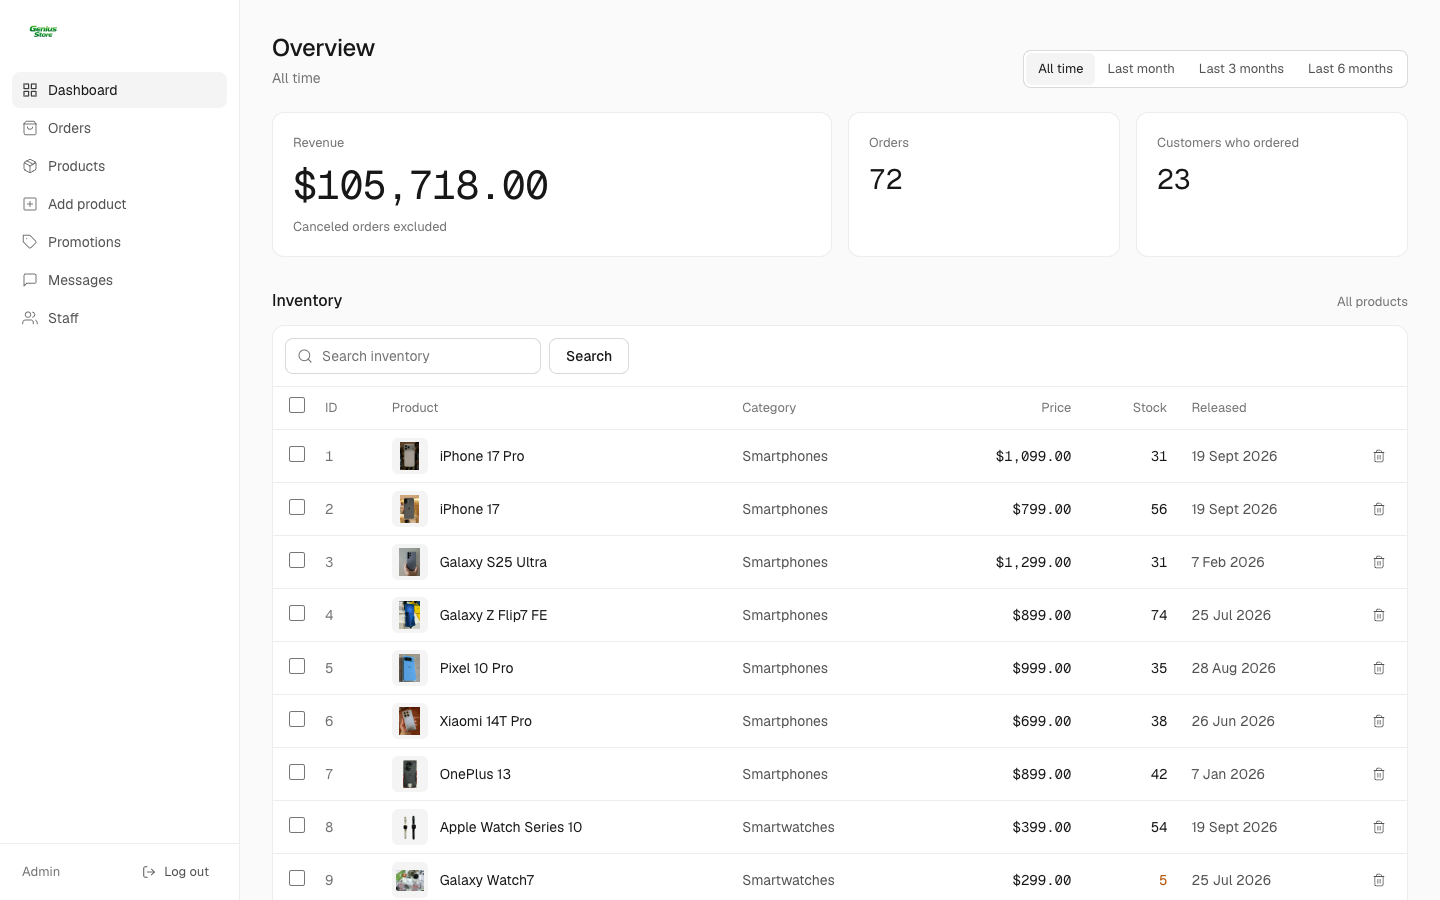 Genius
Store
Dashboard
Orders
Products
Add product
Promotions
Messages
Staff
Admin
Log out
Overview
All time
All time Last month Last 3 months Last 6 months
Revenue
$105,718.00
Canceled orders excluded
Orders
72
Customers who ordered
23
Inventory
All products
Search inventory Search
ID Product Category Price Stock Released
1 iPhone 17 Pro Smartphones $1,099.00 31 19 Sept 2026
2 iPhone 17 Smartphones $799.00 56 19 Sept 2026
3 Galaxy S25 Ultra Smartphones $1,299.00 31 7 Feb 2026
4 Galaxy Z Flip7 FE Smartphones $899.00 74 25 Jul 2026
5 Pixel 10 Pro Smartphones $999.00 35 28 Aug 2026
6 Xiaomi 14T Pro Smartphones $699.00 38 26 Jun 2026
7 OnePlus 13 Smartphones $899.00 42 7 Jan 2026
8 Apple Watch Series 10 Smartwatches $399.00 54 19 Sept 2026
9 Galaxy Watch7 Smartwatches $299.00 5 25 Jul 2026